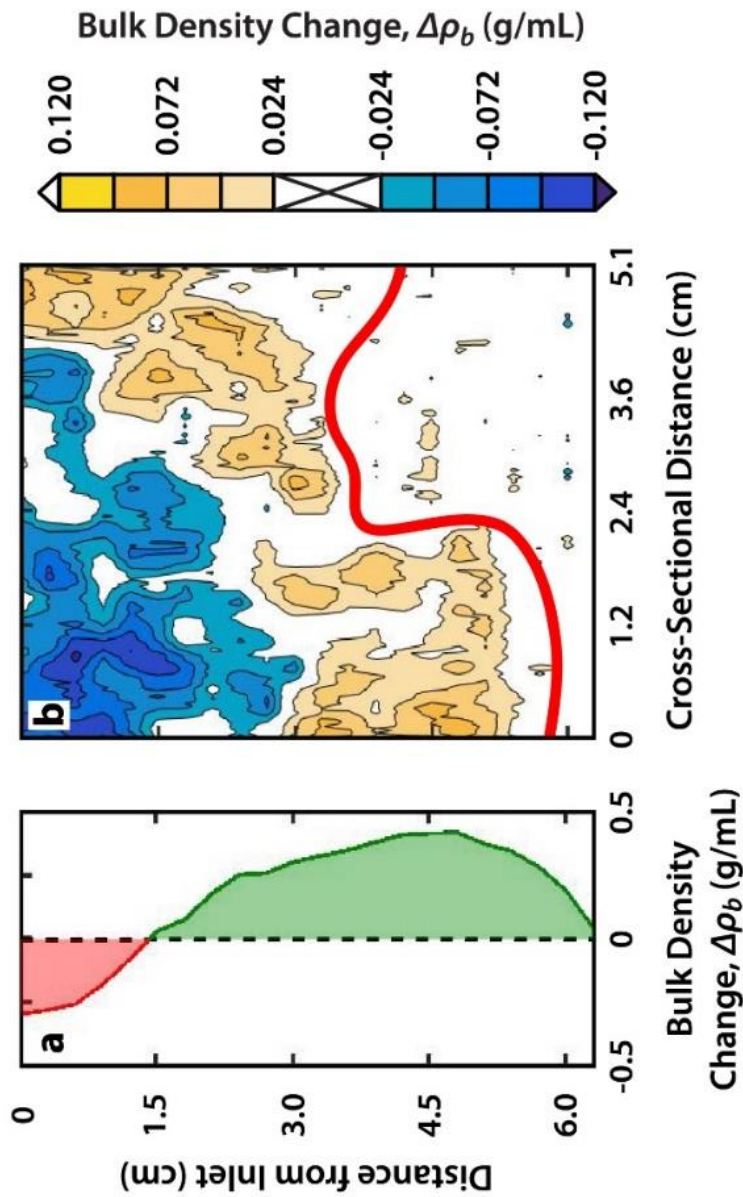 a
0
1.5
3.0
4.5
6.0
Distance from Inlet (cm)
-0.5
0
0.5
Bulk Density
Change, Δρb (g/mL)
b
0
1.2
2.4
3.6
5.1
Cross-Sectional Distance (cm)
0.120
0.072
0.024
-0.024
-0.072
-0.120
Bulk Density Change, Δρb (g/mL)